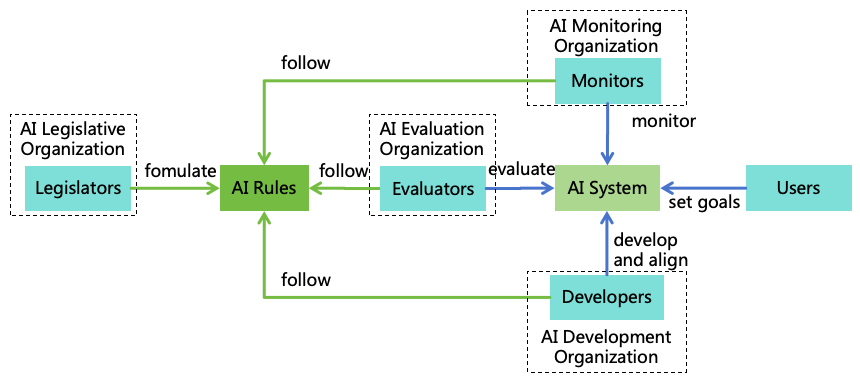 AI Monitoring
Organization
Monitors
follow
monitor
AI Legislative
Organization
Legislators
fomulate
AI Rules
follow
AI Evaluation
Organization
Evaluators
evaluate
AI System
set goals
Users
develop
and align
follow
Developers
AI Development
Organization